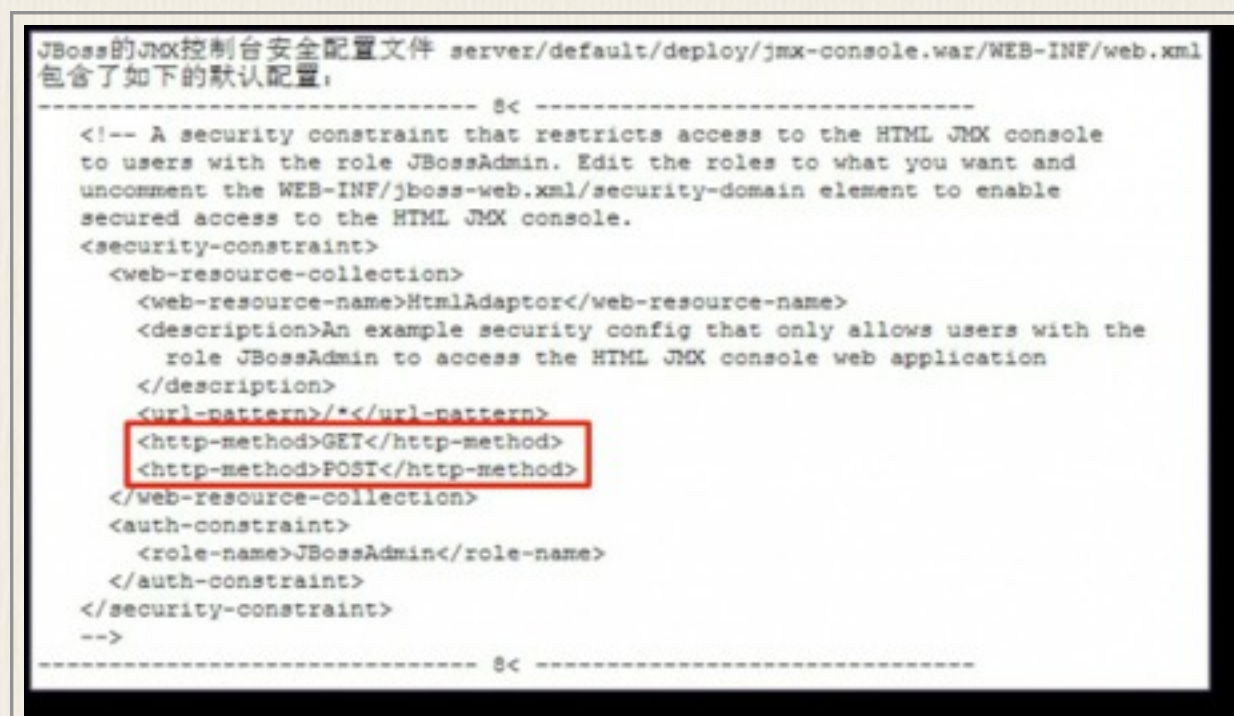 JBoss的JMX控制台安全配置文件 server/default/deploy/jmx-console.war/WEB-INF/web.xml
包含了如下的默认配置:
------------------------------- 8< -------------------------------
<!-- A security constraint that restricts access to the HTML JMX console
to users with the role JBossAdmin. Edit the roles to what you want and
uncomment the WEB-INF/jboss-web.xml/security-domain element to enable
secured access to the HTML JMX console.
<security-constraint>
<web-resource-collection>
<web-resource-name>HtmlAdaptor</web-resource-name>
<description>An example security config that only allows users with the
role JBossAdmin to access the HTML JMX console web application
</description>
<url-pattern>/*</url-pattern>
<http-method>GET</http-method>
<http-method>POST</http-method>
</web-resource-collection>
<auth-constraint>
<role-name>JBossAdmin</role-name>
</auth-constraint>
</security-constraint>
-->
------------------------------- 8< -------------------------------